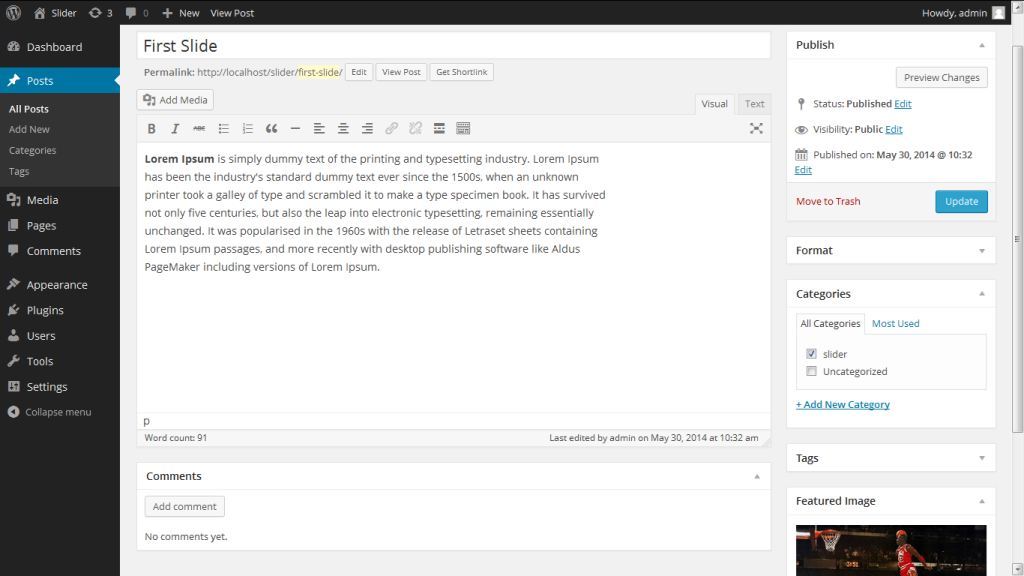 Slider 3 0 New View Post Howdy, admin
Dashboard
Posts
All Posts
Add New
Categories
Tags
Media
Pages
Comments
Appearance
Plugins
Users
Tools
Settings
Collapse menu
First Slide
Permalink: http://localhost/slider/first-slide/ Edit View Post Get Shortlink
Add Media
Visual Text
B I ABC
Lorem Ipsum is simply dummy text of the printing and typesetting industry. Lorem Ipsum
has been the industry's standard dummy text ever since the 1500s, when an unknown
printer took a galley of type and scrambled it to make a type specimen book. It has survived
not only five centuries, but also the leap into electronic typesetting, remaining essentially
unchanged. It was popularised in the 1960s with the release of Letraset sheets containing
Lorem Ipsum passages, and more recently with desktop publishing software like Aldus
PageMaker including versions of Lorem Ipsum.
p
Word count: 91 Last edited by admin on May 30, 2014 at 10:32 am
Comments
Add comment
No comments yet.
Publish
Preview Changes
Status: Published Edit
Visibility: Public Edit
Published on: May 30, 2014 @ 10:32
Edit
Move to Trash Update
Format
Categories
All Categories Most Used
slider
Uncategorized
+ Add New Category
Tags
Featured Image